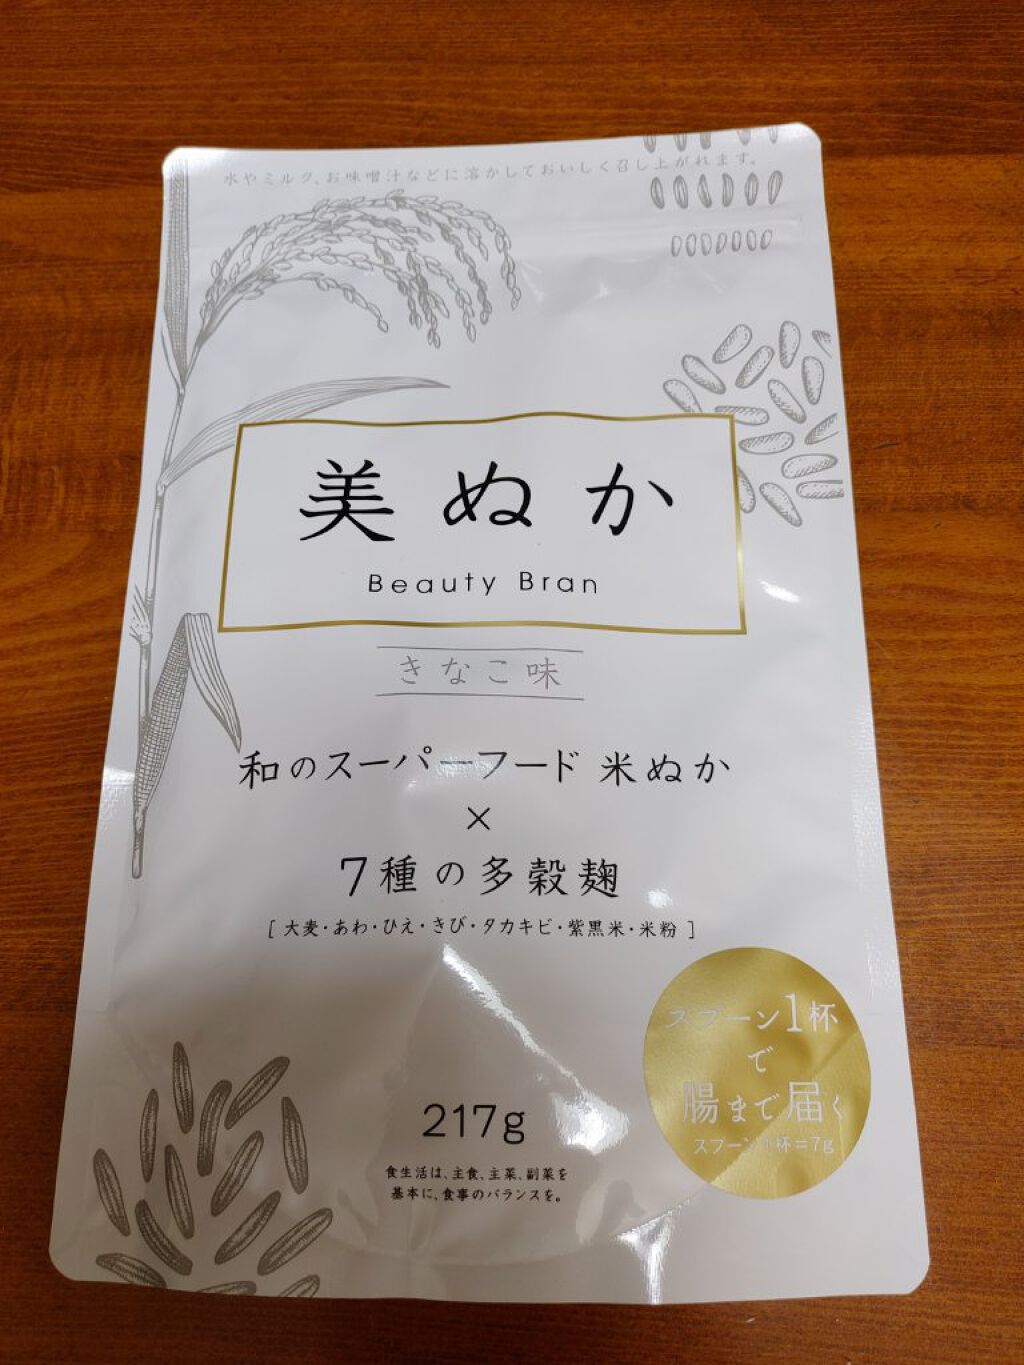 水やミルク、お味噌汁などに溶かしておいしく召し上がれます。
美ぬか
Beauty Bran
きなこ味
和のスーパーフード 米ぬか
×
7種の多穀麹
[ 大麦・あわ・ひえ・きび・タカキビ・紫黒米・米粉 ]
スプーン1杯
で
腸まで届く
スプーン1杯=7g
217g
食生活は、主食、主菜、副菜を
基本に、食事のバランスを。